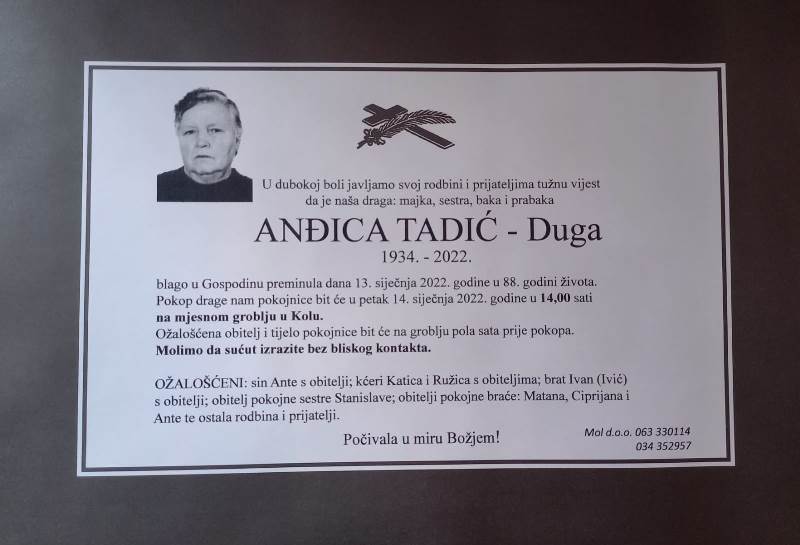 U dubokoj boli javljamo svoj rodbini i prijateljima tužnu vijest
da je naša draga: majka, sestra, baka i prabaka
ANĐICA TADIĆ - Duga
1934. - 2022.
blago u Gospodinu preminula dana 13. siječnja 2022. godine u 88. godini života.
Pokop drage nam pokojnice bit će u petak 14. siječnja 2022. godine u 14,00 sati
na mjesnom groblju u Kolu.
Ožalošćena obitelj i tijelo pokojnice bit će na groblju pola sata prije pokopa.
Molimo da sućut izrazite bez bliskog kontakta.
OŽALOŠĆENI: sin Ante s obitelji; kćeri Katica i Ružica s obiteljima; brat Ivan (Ivić)
s obitelji; obitelj pokojne sestre Stanislave; obitelji pokojne braće: Matana, Ciprijana i
Ante te ostala rodbina i prijatelji.
Počivala u miru Božjem!
Mol d.o.o. 063 330114
034 352957